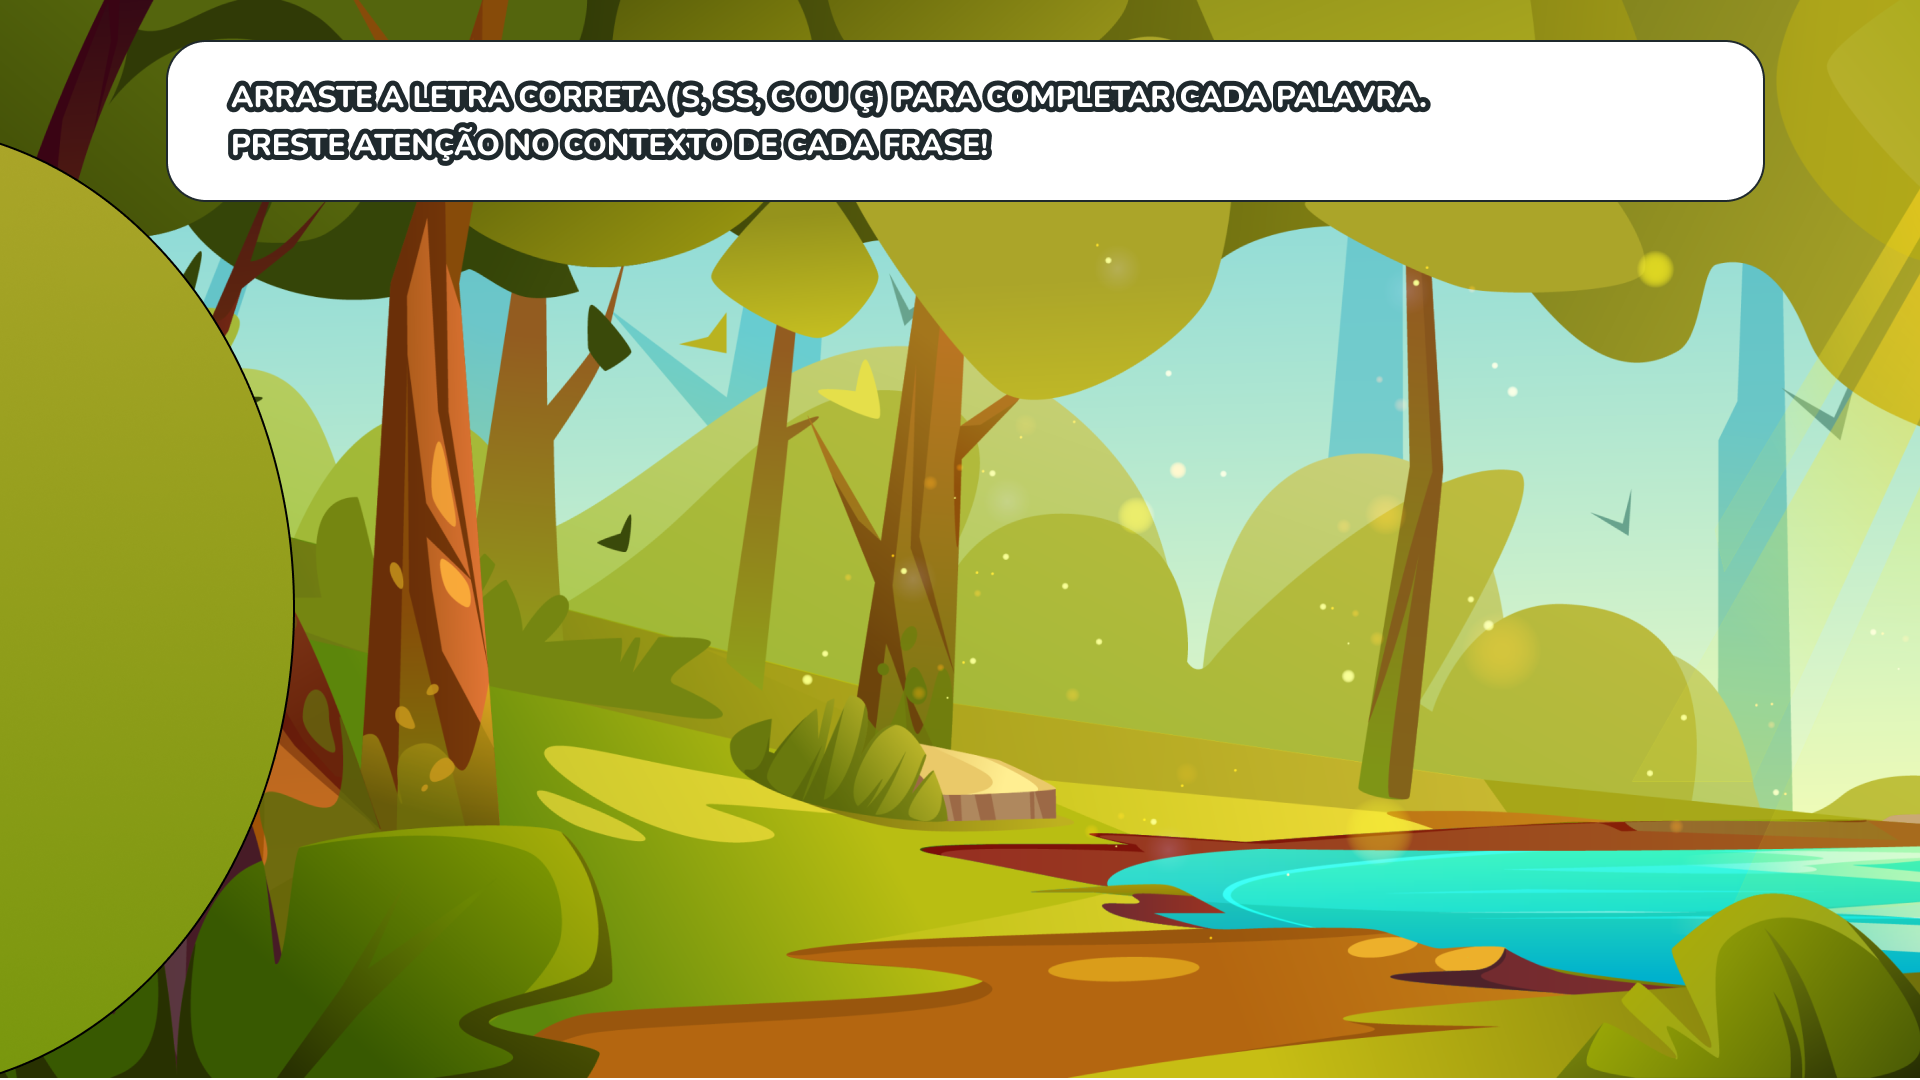 ARRASTE A LETRA CORRETA (S, SS, C OU Ç) PARA COMPLETAR CADA PALAVRA.
PRESTE ATENÇÃO NO CONTEXTO DE CADA FRASE!